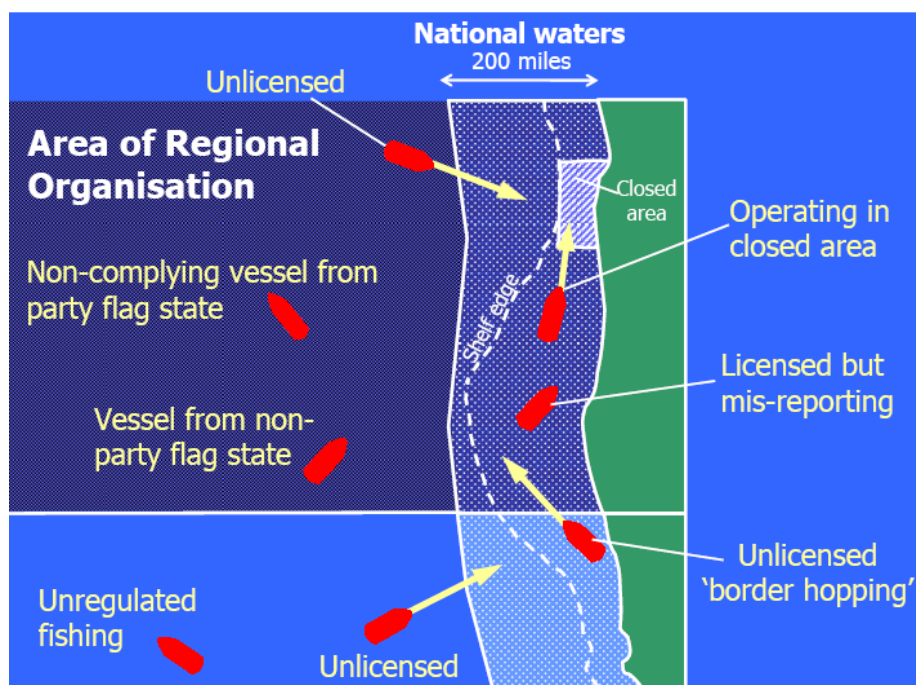 National waters
200 miles
Unlicensed
Area of Regional
Organisation
Closed
area
Operating in
closed area
Non-complying vessel from
party flag state
Shelf edge
Licensed but
mis-reporting
Vessel from non-
party flag state
Unlicensed
‘border hopping’
Unregulated
fishing
Unlicensed